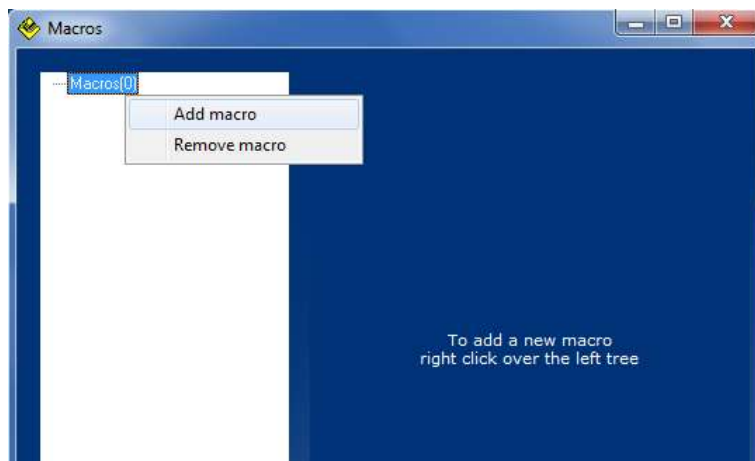 Macros
Macros(0)
Add macro
Remove macro
To add a new macro
right click over the left tree